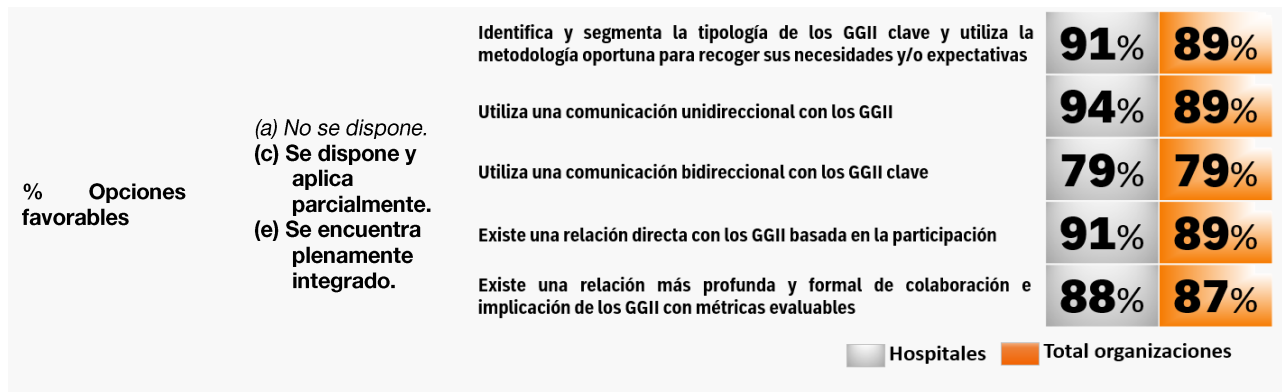 % Opciones
favorables
(a) No se dispone.
(c) Se dispone y
aplica
parcialmente.
(e) Se encuentra
plenamente
integrado.
Identifica y segmenta la tipología de los GGII clave y utiliza la
metodología oportuna para recoger sus necesidades y/o expectativas
91% 89%
Utiliza una comunicación unidireccional con los GGII
94% 89%
Utiliza una comunicación bidireccional con los GGII clave
79% 79%
Existe una relación directa con los GGII basada en la participación
91% 89%
Existe una relación más profunda y formal de colaboración e
implicación de los GGII con métricas evaluables
88% 87%
Hospitales
Total organizaciones